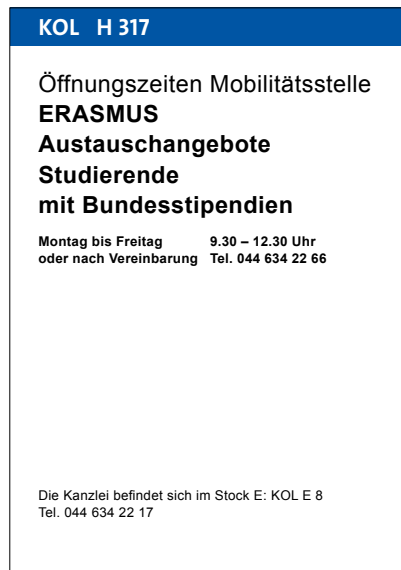 KOL H 317
Öffnungszeiten Mobilitätsstelle
ERASMUS
Austauschangebote
Studierende
mit Bundesstipendien
Montag bis Freitag 9.30 – 12.30 Uhr
oder nach Vereinbarung Tel. 044 634 22 66
Die Kanzlei befindet sich im Stock E: KOL E 8
Tel. 044 634 22 17